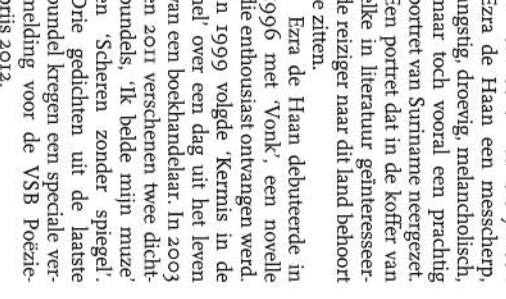 Ezra de Haan een messcherp,
angstig, droevig, melancholisch,
maar toch vooral een prachtig
portret van Suriname neergezet.
Een portret dat in de koffer van
elke in literatuur geïnteresseer-
de reiziger naar dit land behoort
te zitten.
Ezra de Haan debuteerde in
1996 met ‘Vonk’, een novelle
die enthousiast ontvangen werd.
In 1999 volgde ‘Kermis in de
hel’ over een dag uit het leven
van een boekhandelaar. In 2003
en 2011 verschenen twee dicht-
bundels, ‘Ik belde mijn muze’
en ‘Scheren zonder spiegel’.
Drie gedichten uit de laatste
bundel kregen een speciale ver-
melding voor de VSB Poëzie-
prijs 2012.